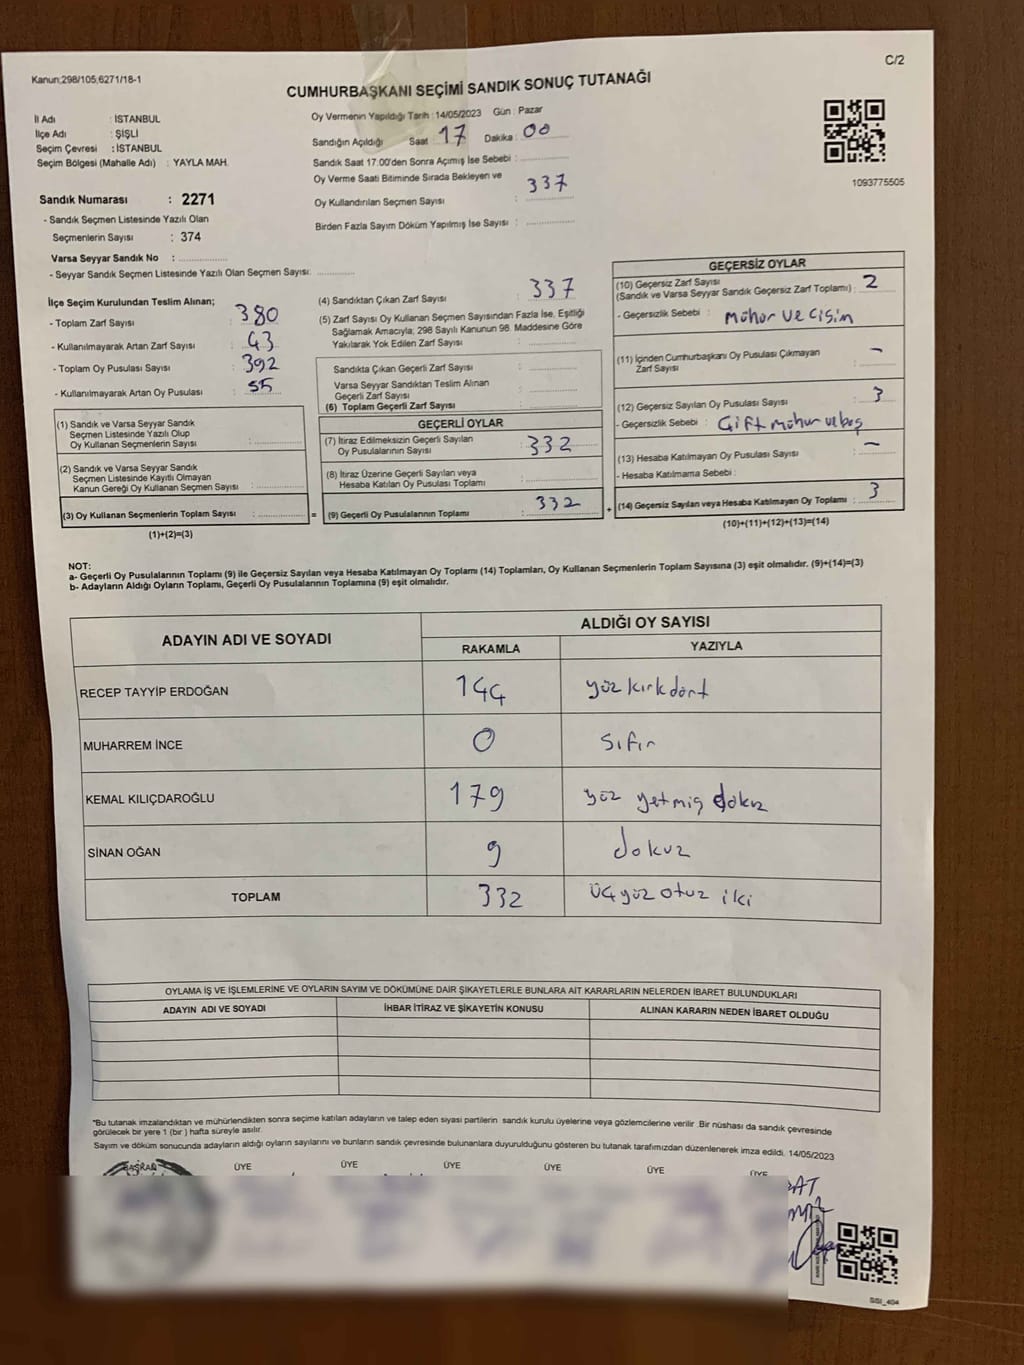 Kanun;298/105,6271/18-1
C/2
CUMHURBAŞKANI SEÇİMİ SANDIK SONUÇ TUTANAĞI
İl Adı : İSTANBUL
İlçe Adı : ŞİŞLİ
Seçim Çevresi : İSTANBUL
Seçim Bölgesi (Mahalle Adı) : YAYLA MAH.
Oy Vermenin Yapıldığı Tarih : 14/05/2023 Gün : Pazar
Sandığın Açıldığı Saat : 17 Dakika : 00
Sandık Saat 17:00'den Sonra Açımış İse Sebebi :
Oy Verme Saati Bitiminde Sırada Bekleyen ve
Oy Kullandırılan Seçmen Sayısı : 337
Birden Fazla Sayım Döküm Yapılmış İse Sayısı :
1093775505
Sandık Numarası : 2271
- Sandık Seçmen Listesinde Yazılı Olan
Seçmenlerin Sayısı : 374
Varsa Seyyar Sandık No :
- Seyyar Sandık Seçmen Listesinde Yazılı Olan Seçmen Sayısı:
İlçe Seçim Kurulundan Teslim Alınan;
- Toplam Zarf Sayısı : 380
- Kullanılmayarak Artan Zarf Sayısı : 43
- Toplam Oy Pusulası Sayısı : 392
- Kullanılmayarak Artan Oy Pusulası : 55
(1) Sandık ve Varsa Seyyar Sandık
Seçmen Listesinde Yazılı Olup
Oy Kullanan Seçmenlerin Sayısı :
(2) Sandık ve Varsa Seyyar Sandık
Seçmen Listesinde Kayıtlı Olmayan
Kanun Gereği Oy Kullanan Seçmen Sayısı :
(3) Oy Kullanan Seçmenlerin Toplam Sayısı :
(1)+(2)=(3)
(4) Sandıktan Çıkan Zarf Sayısı : 337
(5) Zarf Sayısı Oy Kullanan Seçmen Sayısından Fazla İse, Eşitliği
Sağlamak Amacıyla; 298 Sayılı Kanunun 98. Maddesine Göre
Yakılarak Yok Edilen Zarf Sayısı :
Sandıkta Çıkan Geçerli Zarf Sayısı :
Varsa Seyyar Sandıktan Teslim Alınan
Geçerli Zarf Sayısı :
(6) Toplam Geçerli Zarf Sayısı :
GEÇERLİ OYLAR
(7) İtiraz Edilmeksizin Geçerli Sayılan
Oy Pusulasının Sayısı : 332
(8) İtiraz Üzerine Geçerli Sayılan veya
Hesaba Katılan Oy Pusulası Toplamı :
= (9) Geçerli Oy Pusulalarının Toplamı : 332 +
GEÇERSİZ OYLAR
(10) Geçersiz Zarf Sayısı
(Sandık ve Varsa Seyyar Sandık Geçersiz Zarf Toplamı) : 2
- Geçersizlik Sebebi : Mühür ve Cisim
(11) İçinden Cumhurbaşkanı Oy Pusulası Çıkmayan
Zarf Sayısı : -
(12) Geçersiz Sayılan Oy Pusulası Sayısı : 3
- Geçersizlik Sebebi : Çift mühür ve boş
(13) Hesaba Katılmayan Oy Pusulası Sayısı : -
- Hesaba Katılmama Sebebi :
(14) Geçersiz Sayılan veya Hesaba Katılmayan Oy Toplamı : 3
(10)+(11)+(12)+(13)=(14)
NOT:
a- Geçerli Oy Pusulalarının Toplamı (9) ile Geçersiz Sayılan veya Hesaba Katılmayan Oy Toplamı (14) Toplamları, Oy Kullanan Seçmenlerin Toplam Sayısına (3) eşit olmalıdır. (9)+(14)=(3)
b- Adayların Aldığı Oyların Toplamı, Geçerli Oy Pusulalarının Toplamına (9) eşit olmalıdır.
ADAYIN ADI VE SOYADI ALDIĞI OY SAYISI
RAKAMLA YAZIYLA
RECEP TAYYİP ERDOĞAN 144 yüz kırk dört
MUHARREM İNCE 0 sıfır
KEMAL KILIÇDAROĞLU 179 yüz yetmiş dokuz
SİNAN OĞAN 9 dokuz
TOPLAM 332 üçyüz otuz iki
OYLAMA İŞ VE İŞLEMLERİNE VE OYLARIN SAYIM VE DÖKÜMÜNE DAİR ŞİKAYETLERLE BUNLARA AİT KARARLARIN NELERDEN İBARET BULUNDUKLARI
ADAYIN ADI VE SOYADI İHBAR İTİRAZ VE ŞİKAYETİN KONUSU ALINAN KARARIN NEDEN İBARET OLDUĞU
*Bu tutanak imzalandıktan ve mühürlendikten sonra seçime katılan adayların ve talep eden siyasi partilerin sandık kurulu üyelerine veya gözlemcilerine verilir. Bir nüshası da sandık çevresinde
görülecek bir yere 1 (bir ) hafta süreyle asılır.
Sayım ve döküm sonucunda adayların aldığı oyların sayılarını ve bunların sandık çevresinde bulunanlara duyurulduğunu gösteren bu tutanak tarafımızdan düzenlenerek imza edildi. 14/05/2023
BAŞKAN ÜYE ÜYE ÜYE ÜYE ÜYE ÜYE
SSI_404